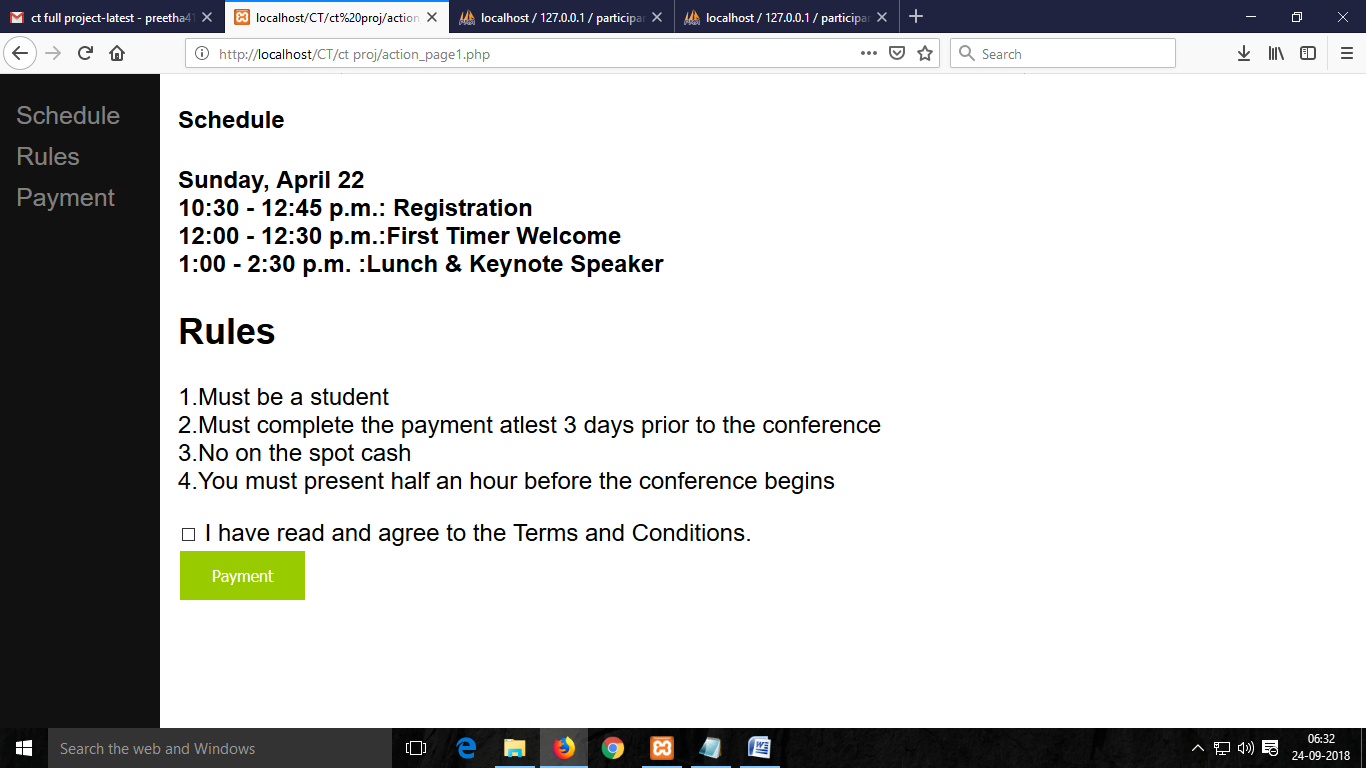 ct full project-latest - preetha41
localhost/CT/ct%20proj/action_
localhost / 127.0.0.1 / participan
localhost / 127.0.0.1 / participan
http://localhost/CT/ct proj/action_page1.php
Search
Schedule
Rules
Payment
Schedule
Sunday, April 22
10:30 - 12:45 p.m.: Registration
12:00 - 12:30 p.m.:First Timer Welcome
1:00 - 2:30 p.m. :Lunch & Keynote Speaker
Rules
1.Must be a student
2.Must complete the payment atlest 3 days prior to the conference
3.No on the spot cash
4.You must present half an hour before the conference begins
I have read and agree to the Terms and Conditions.
Payment
Search the web and Windows
06:32
24-09-2018